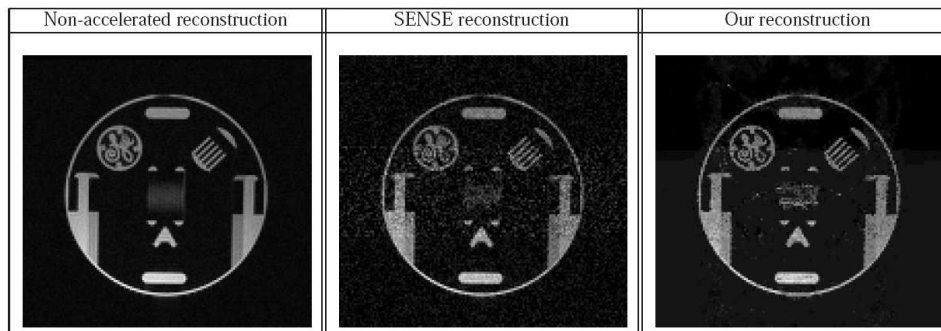 Non-accelerated reconstruction
SENSE reconstruction
Our reconstruction